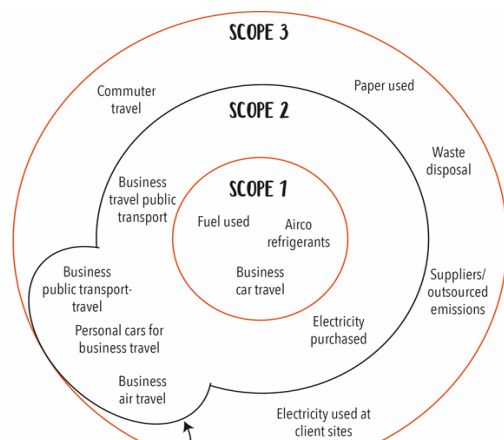 SCOPE 3
Commuter
travel
Paper used
SCOPE 2
Waste
disposal
Business
travel public
transport
SCOPE 1
Fuel used
Airco
refrigerants
Business
car travel
Business
public transport-
travel
Personal cars for
business travel
Business
air travel
Electricity
purchased
Suppliers/
outsourced
emissions
Electricity used at
client sites